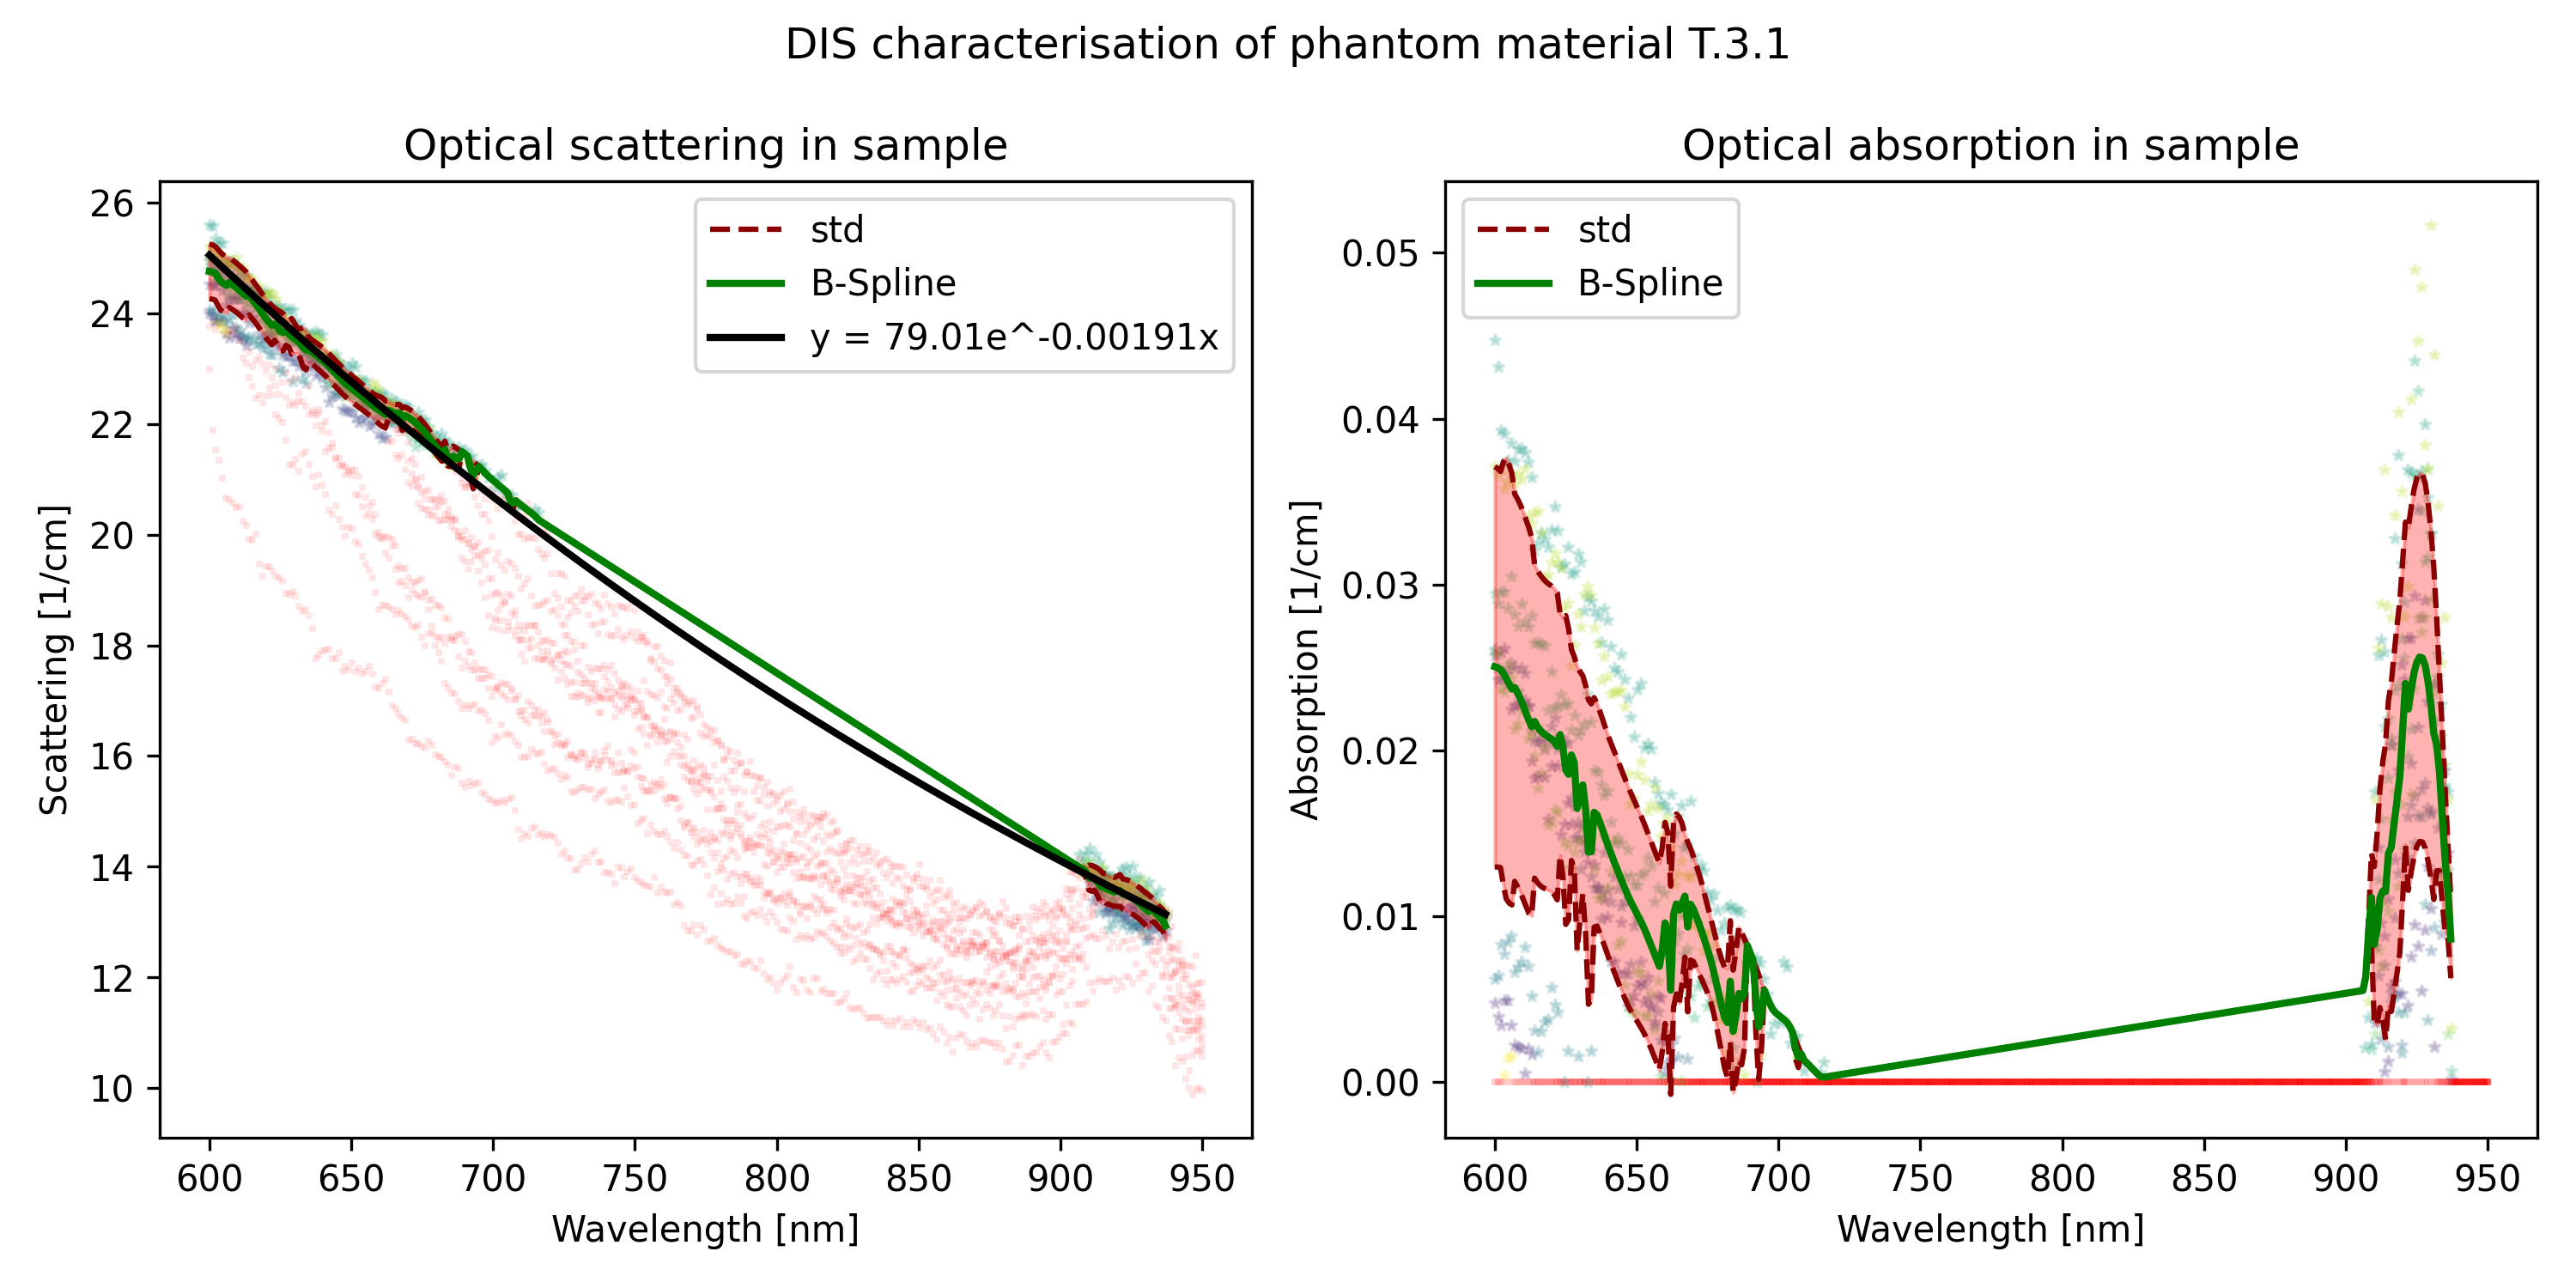 DIS characterisation of phantom material T.3.1
Optical scattering in sample
std
B-Spline
y = 79.01e^-0.00191x
Scattering [1/cm]
26
24
22
20
18
16
14
12
10
600 650 700 750 800 850 900 950
Wavelength [nm]
Optical absorption in sample
std
B-Spline
Absorption [1/cm]
0.05
0.04
0.03
0.02
0.01
0.00
600 650 700 750 800 850 900 950
Wavelength [nm]